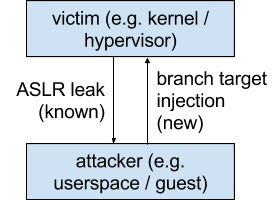 victim (e.g. kernel /
hypervisor)
ASLR leak
(known)
branch target
injection
(new)
attacker (e.g.
userspace / guest)